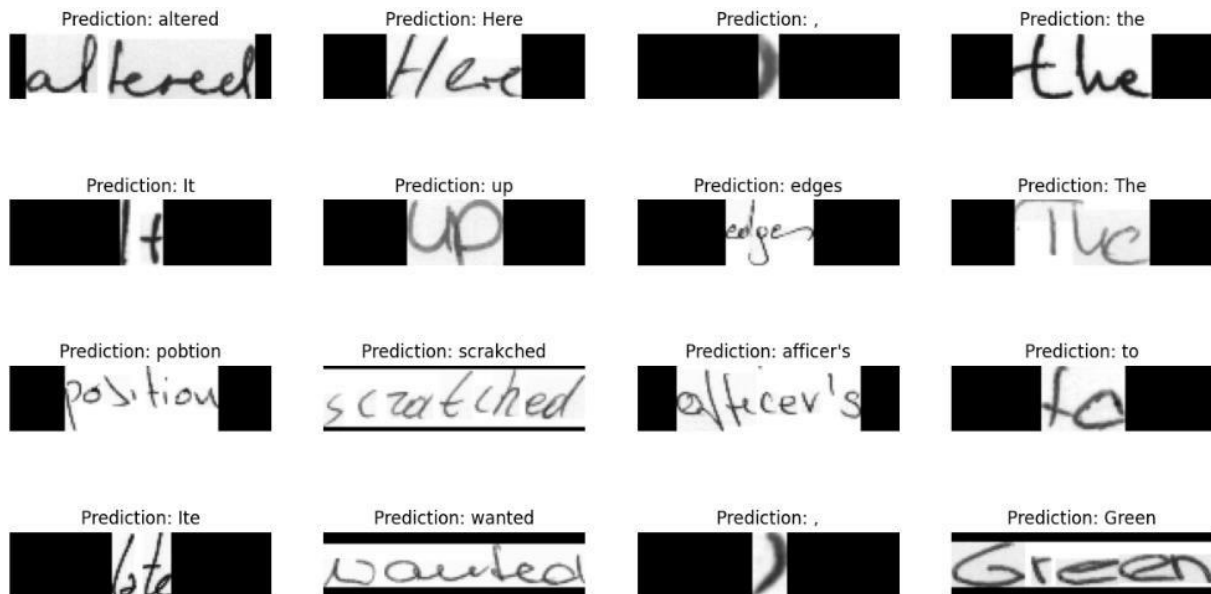 Prediction: altered Prediction: Here Prediction: , Prediction: the
altered Here , the
Prediction: It Prediction: up Prediction: edges Prediction: The
It up edges The
Prediction: pobtion Prediction: scrakched Prediction: afficer's Prediction: to
position scratched officer's to
Prediction: Ite Prediction: wanted Prediction: , Prediction: Green
late wanted , Green